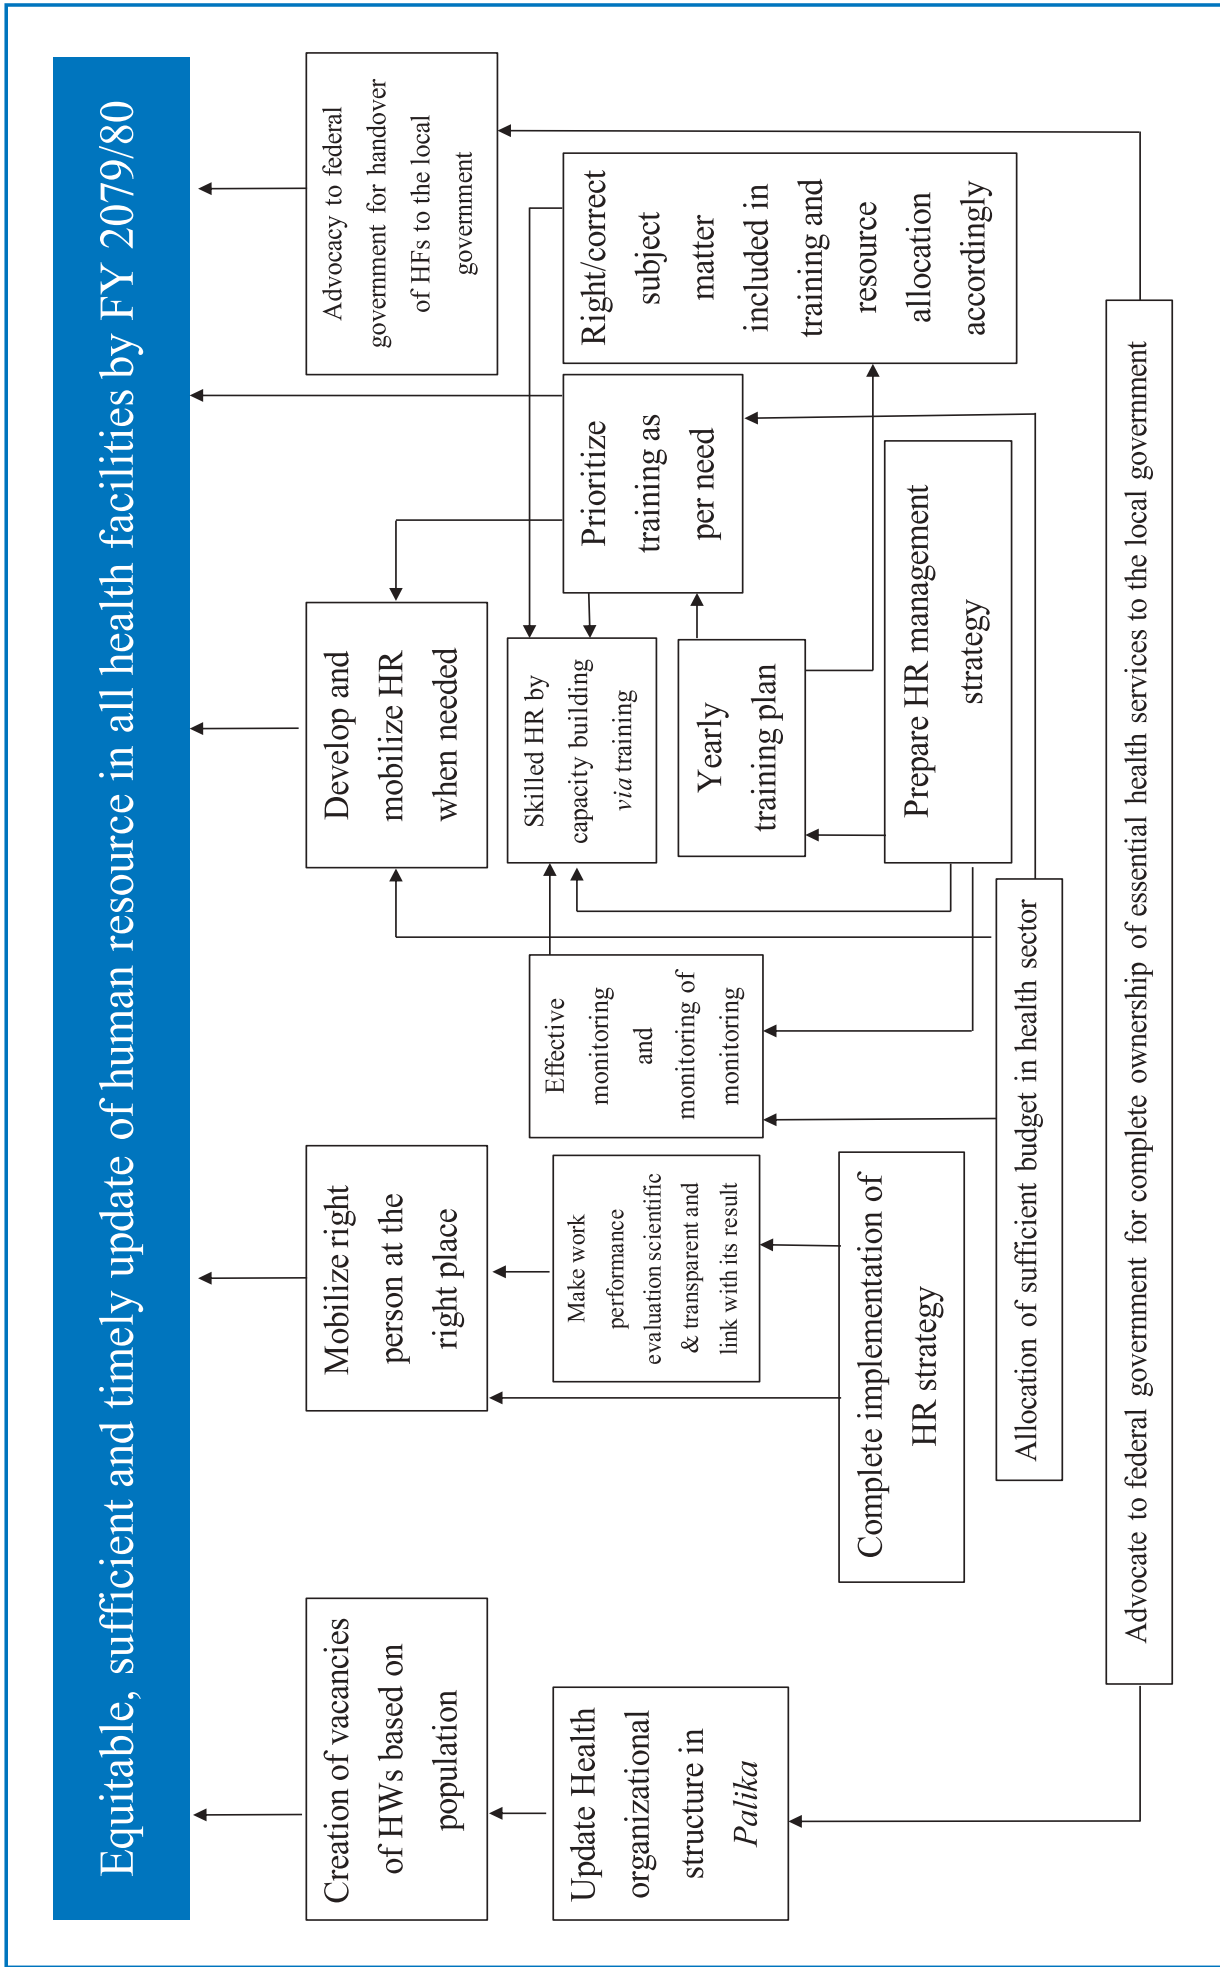 Equitable, sufficient and timely update of human resource in all health facilities by FY 2079/80
Creation of vacancies
of HWs based on
population
Mobilize right
person at the
right place
Develop and
mobilize HR
when needed
Advocacy to federal
government for handover
of HFs to the local
government
Update Health
organizational
structure in
Palika
Make work
performance
evaluation scientific
& transparent and
link with its result
Effective
monitoring
and
monitoring of
monitoring
Skilled HR by
capacity building
via training
Prioritize
training as
per need
Right/correct
subject
matter
included in
training and
resource
allocation
accordingly
Yearly
training plan
Complete implementation of
HR strategy
Prepare HR management
strategy
Allocation of sufficient budget in health sector
Advocate to federal government for complete ownership of essential health services to the local government